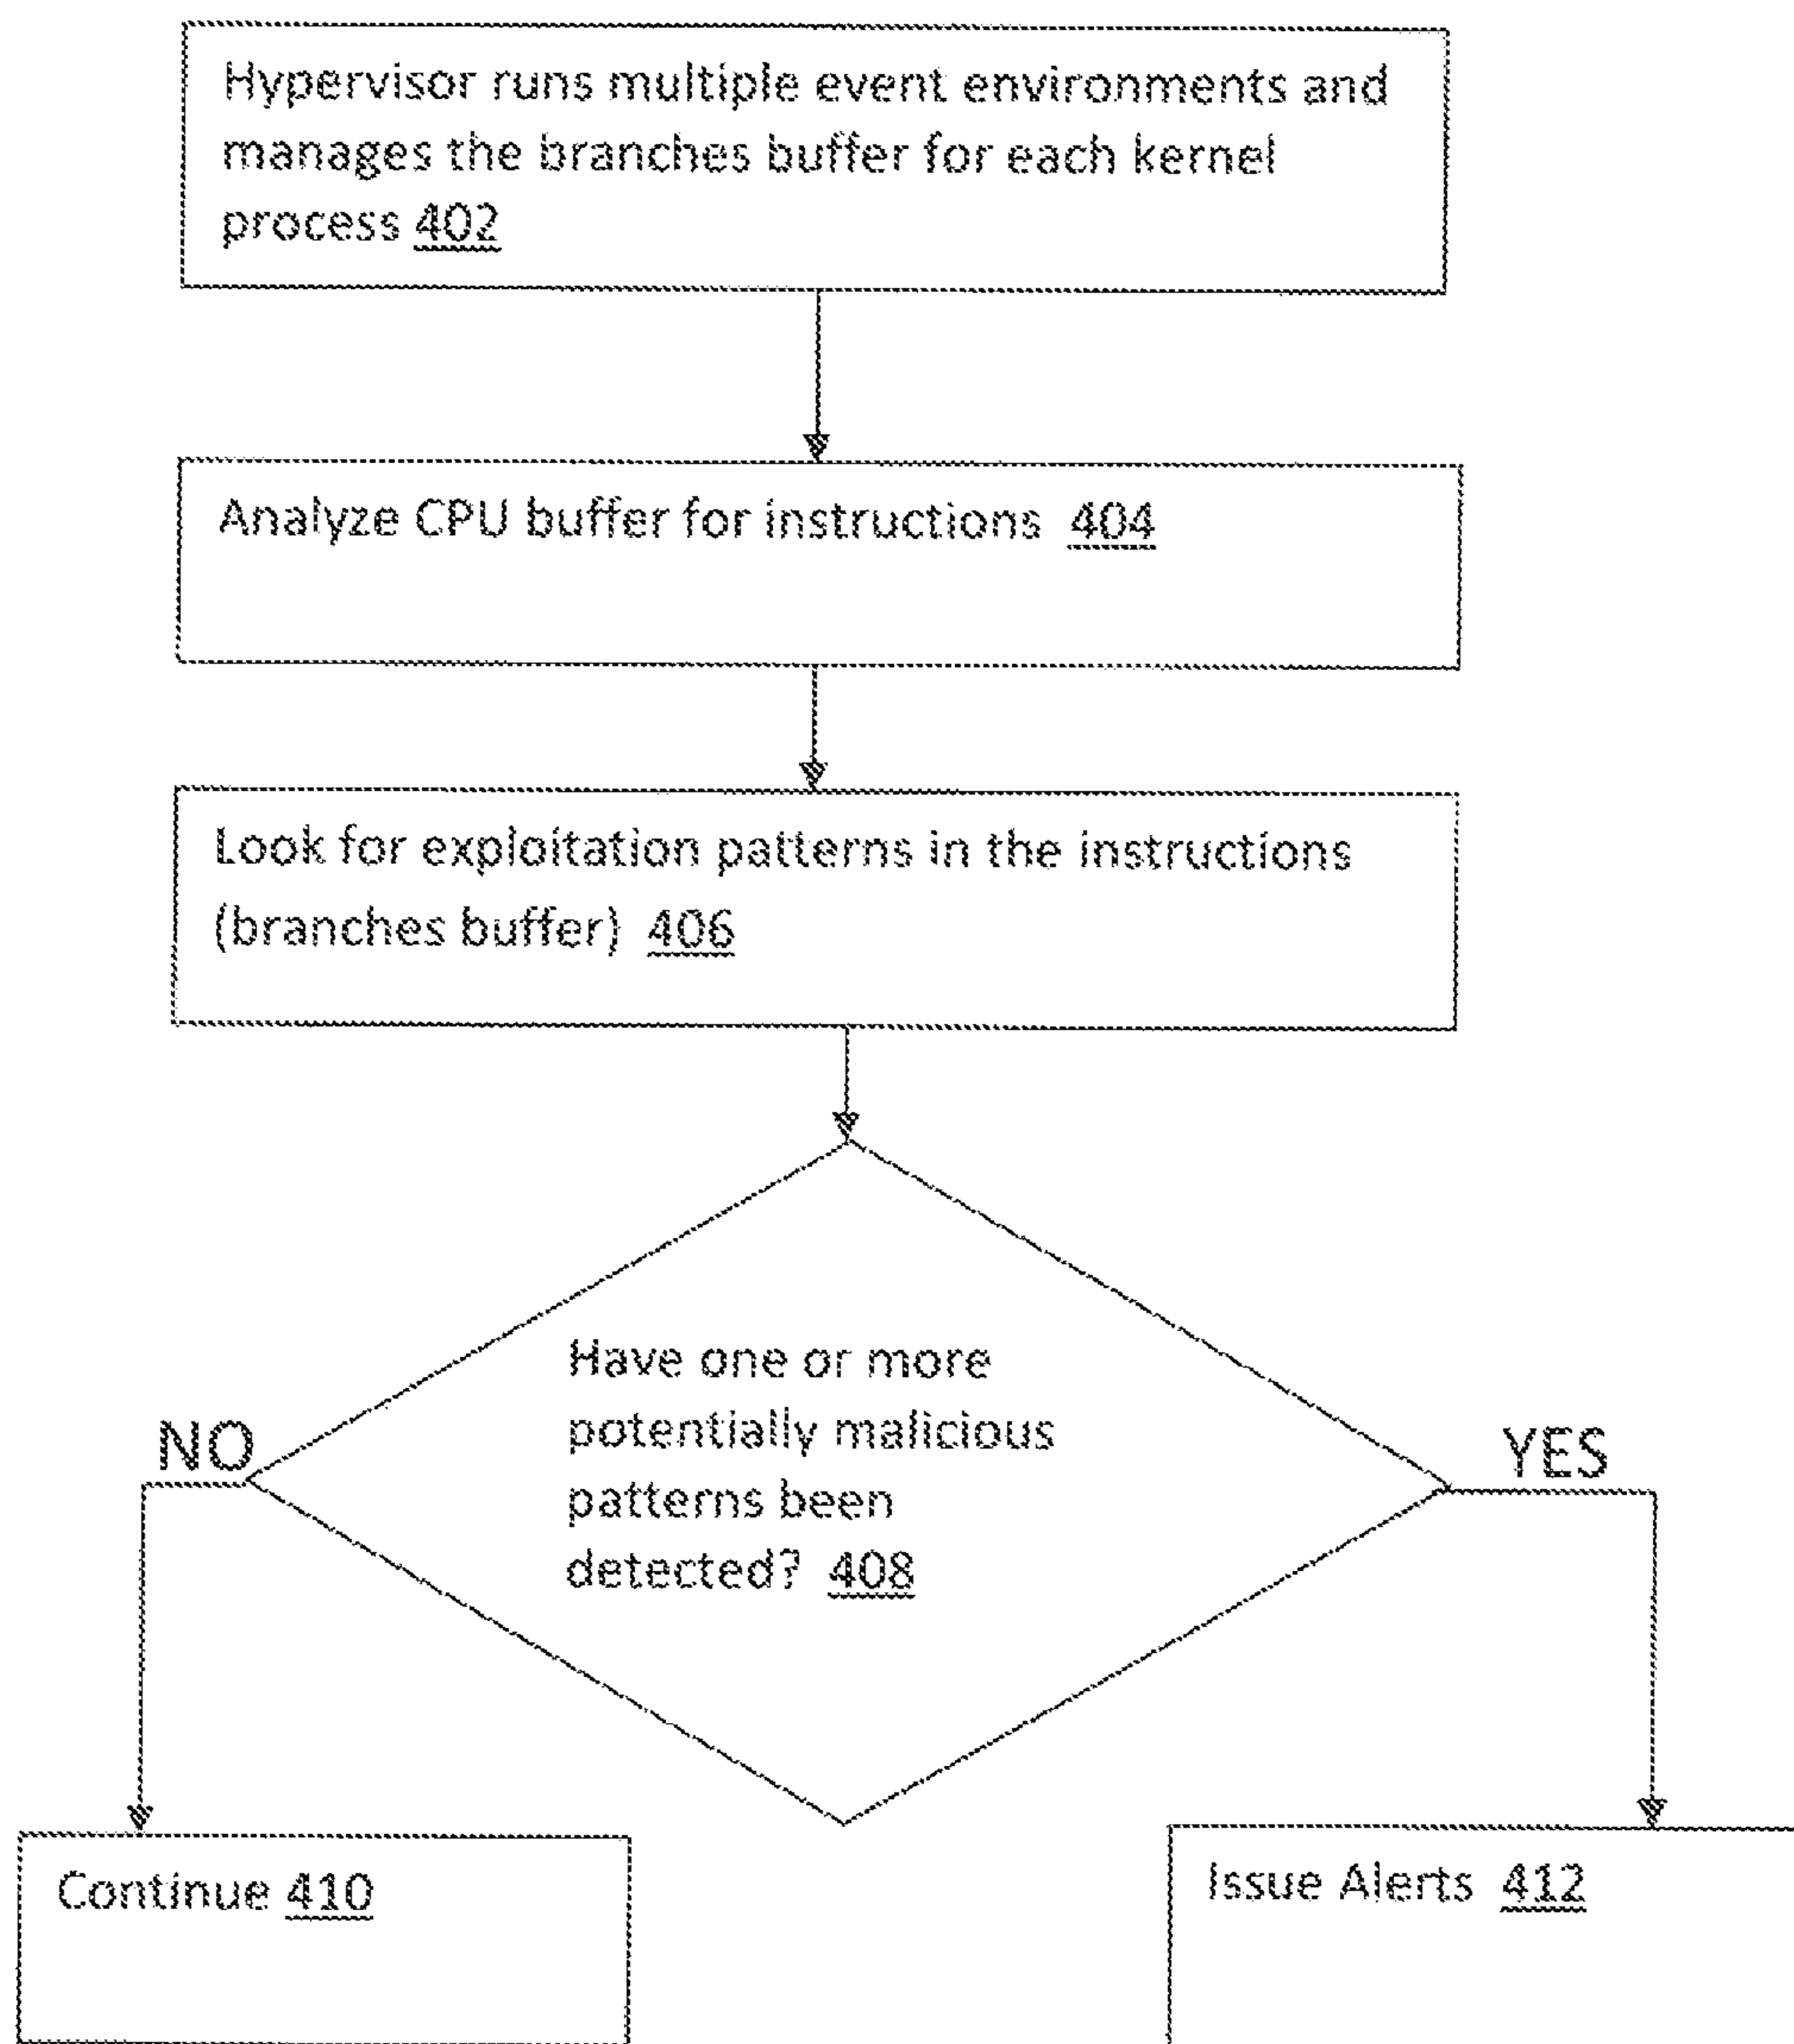 Hypervisor runs multiple event environments and
manages the branches buffer for each kernel
process 402
Analyze CPU buffer for instructions 404
Look for exploitation patterns in the instructions
(branches buffer) 406
Have one or more
potentially malicious
patterns been
detected? 408
NO
YES
Continue 410
Issue Alerts 412